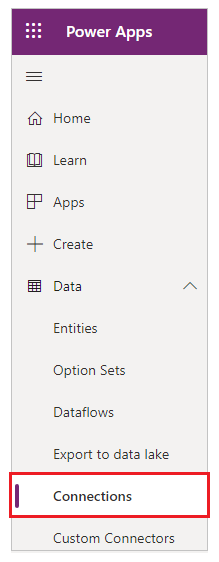 Power Apps
Home
Learn
Apps
Create
Data
Entities
Option Sets
Dataflows
Export to data lake
Connections
Custom Connectors